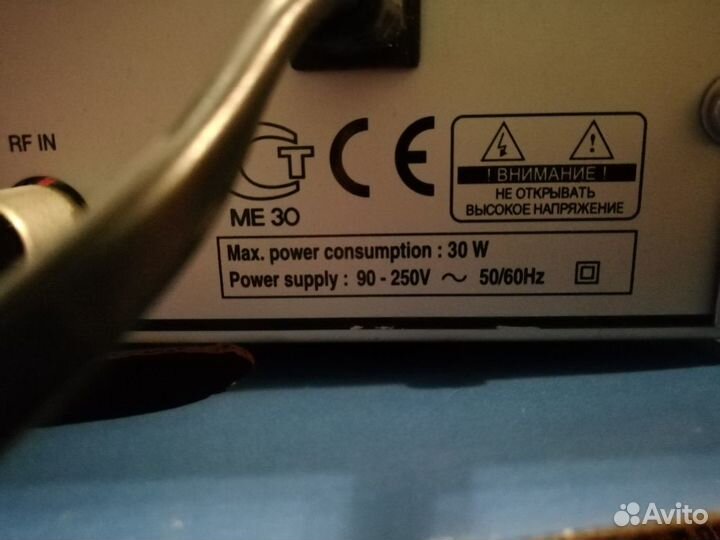 RF IN
CE
ME 30
! ВНИМАНИЕ !
НЕ ОТКРЫВАТЬ
ВЫСОКОЕ НАПРЯЖЕНИЕ
Max. power consumption : 30 W
Power supply : 90 - 250V ~ 50/60Hz
Avito